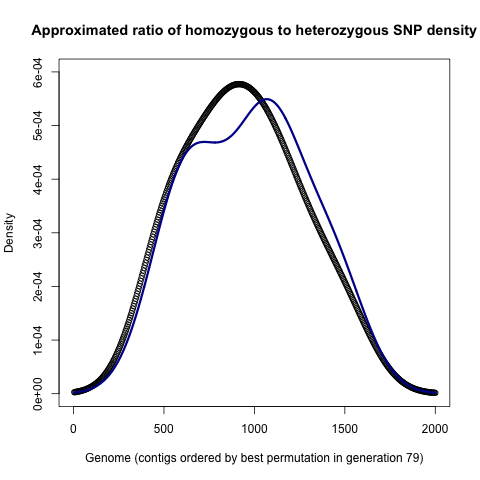 Approximated ratio of homozygous to heterozygous SNP density
Density
6e-04
5e-04
4e-04
3e-04
2e-04
1e-04
0e+00
0 500 1000 1500 2000
Genome (contigs ordered by best permutation in generation 79)